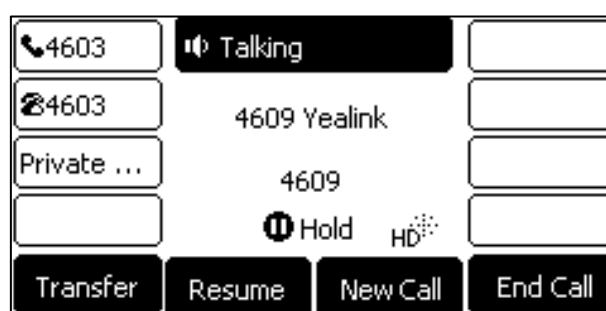 4603
Talking
4603
4609 Yealink
Private ...
4609
Hold HD
Transfer Resume New Call End Call